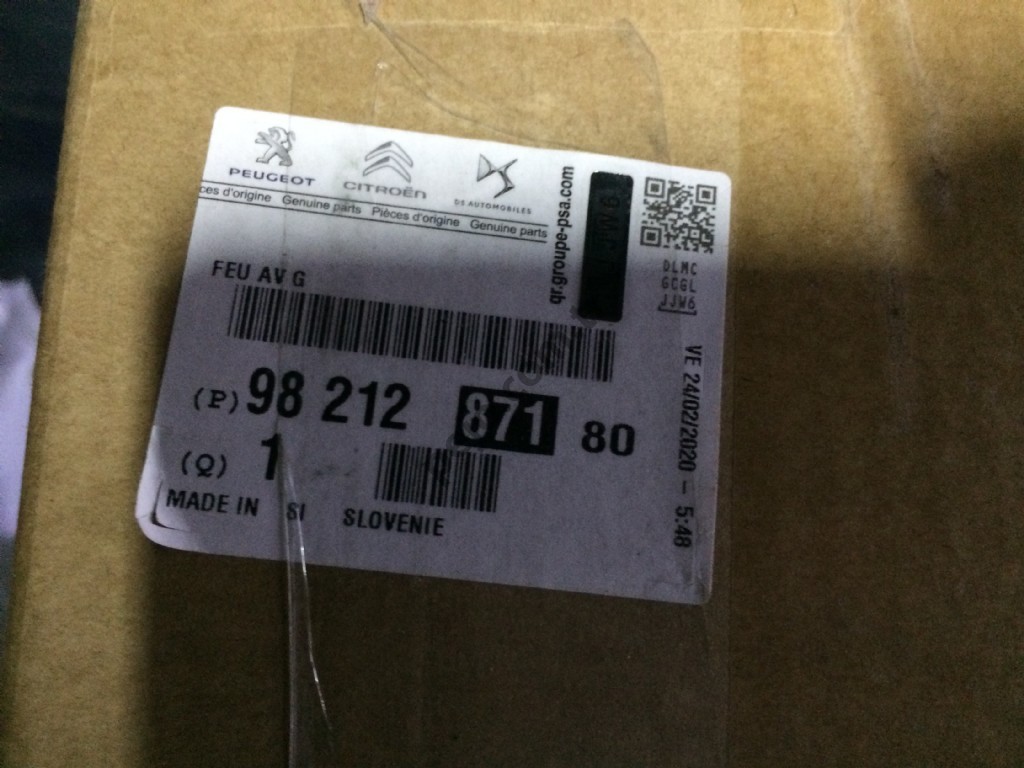 PEUGEOT
CITROËN
DS AUTOMOBILES
ces d'origine Genuine parts Pièces d'origine Genuine parts
qr.groupe-psa.com
DLMC
GCGL
JJW6
FEU AV G
(P) 98 212 871 80
(Q) 1
MADE IN SI SLOVENIE
VE 24/02/2020 - 5:48